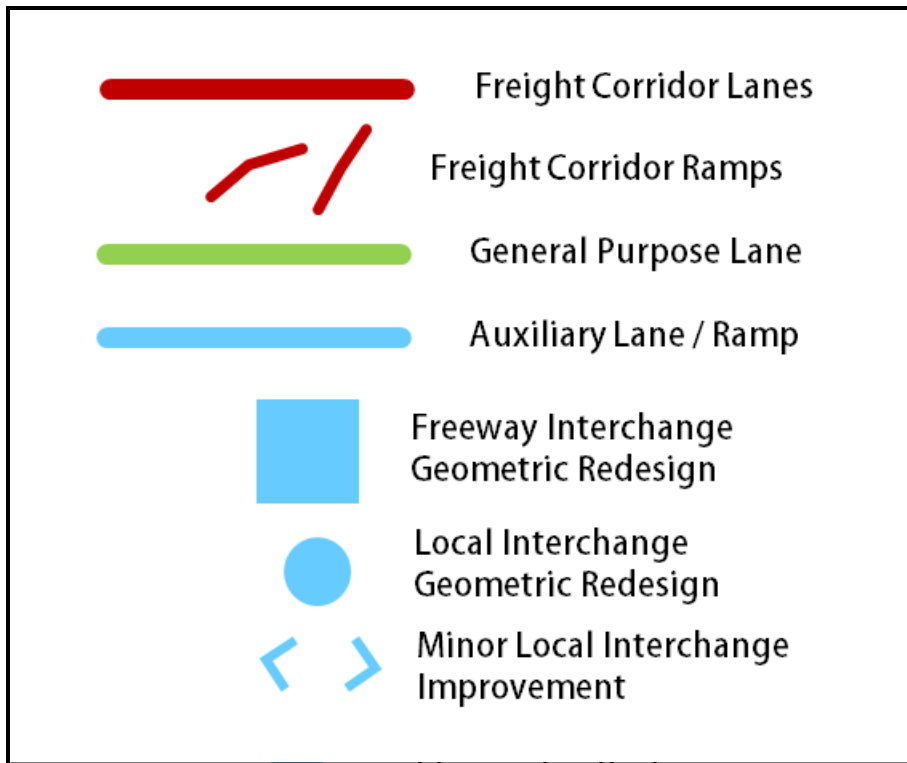 Freight Corridor Lanes
Freight Corridor Ramps
General Purpose Lane
Auxiliary Lane / Ramp
Freeway Interchange
Geometric Redesign
Local Interchange
Geometric Redesign
Minor Local Interchange
Improvement